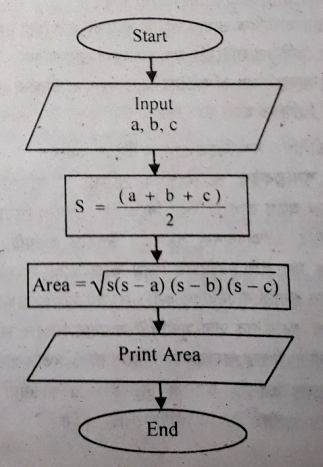 Start
Input
a, b, c
S = (a + b + c) / 2
Area = √s(s – a) (s – b) (s – c)
Print Area
End